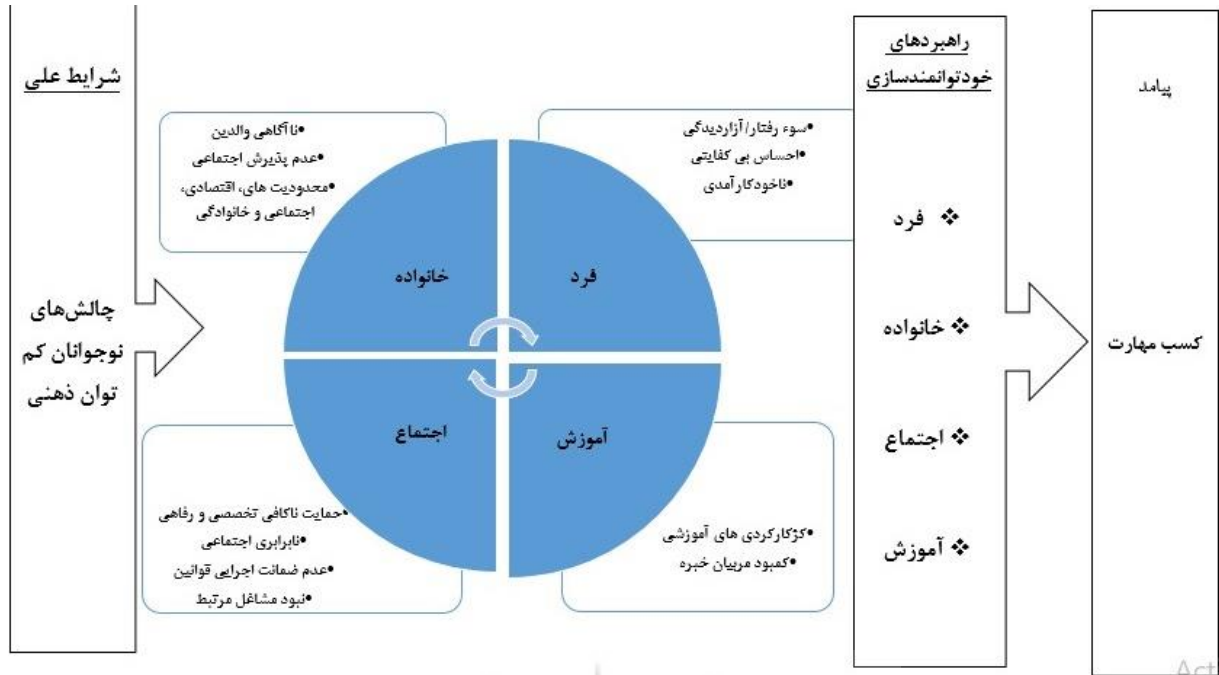 شرایط علی
چالش‌های
نوجوانان کم
توان ذهنی
•ناآگاهی والدین
•عدم پذیرش اجتماعی
•محدودیت های، اقتصادی،
اجتماعی و خانوادگی
•سوء رفتار/آزاردیدگی
•احساس بی کفایتی
•ناخودکارآمدی
خانواده
فرد
اجتماع
آموزش
•حمایت ناکافی تخصصی و رفاهی
•نابرابری اجتماعی
•عدم ضمانت اجرایی قوانین
•نبود مشاغل مرتبط
•کژکارکردی های آموزشی
•کمبود مربیان خبره
راهبردهای
خودتوانمندسازی
❖ فرد
❖ خانواده
❖ اجتماع
❖ آموزش
پیامد
کسب مهارت
Act